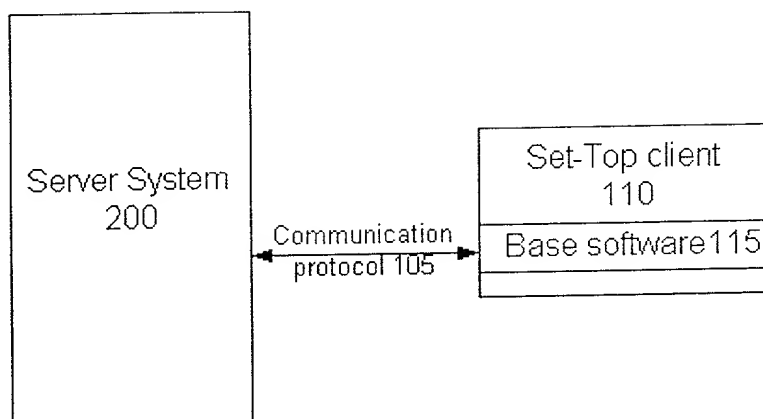 Server System
200
Communication
protocol 105
Set-Top client
110
Base software115